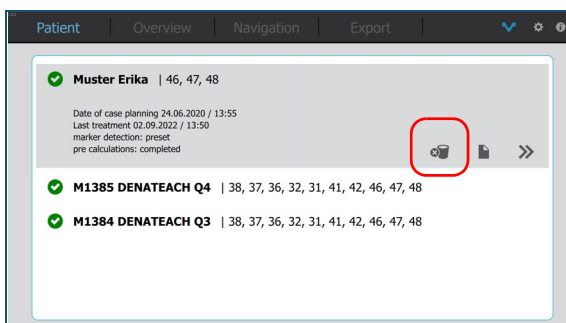 Patient | Overview | Navigation | Export |
Muster Erika | 46, 47, 48
Date of case planning 24.06.2020 / 13:55
Last treatment 02.09.2022 / 13:50
marker detection: preset
pre calculations: completed
M1385 DENATEACH Q4 | 38, 37, 36, 32, 31, 41, 42, 46, 47, 48
M1384 DENATEACH Q3 | 38, 37, 36, 32, 31, 41, 42, 46, 47, 48